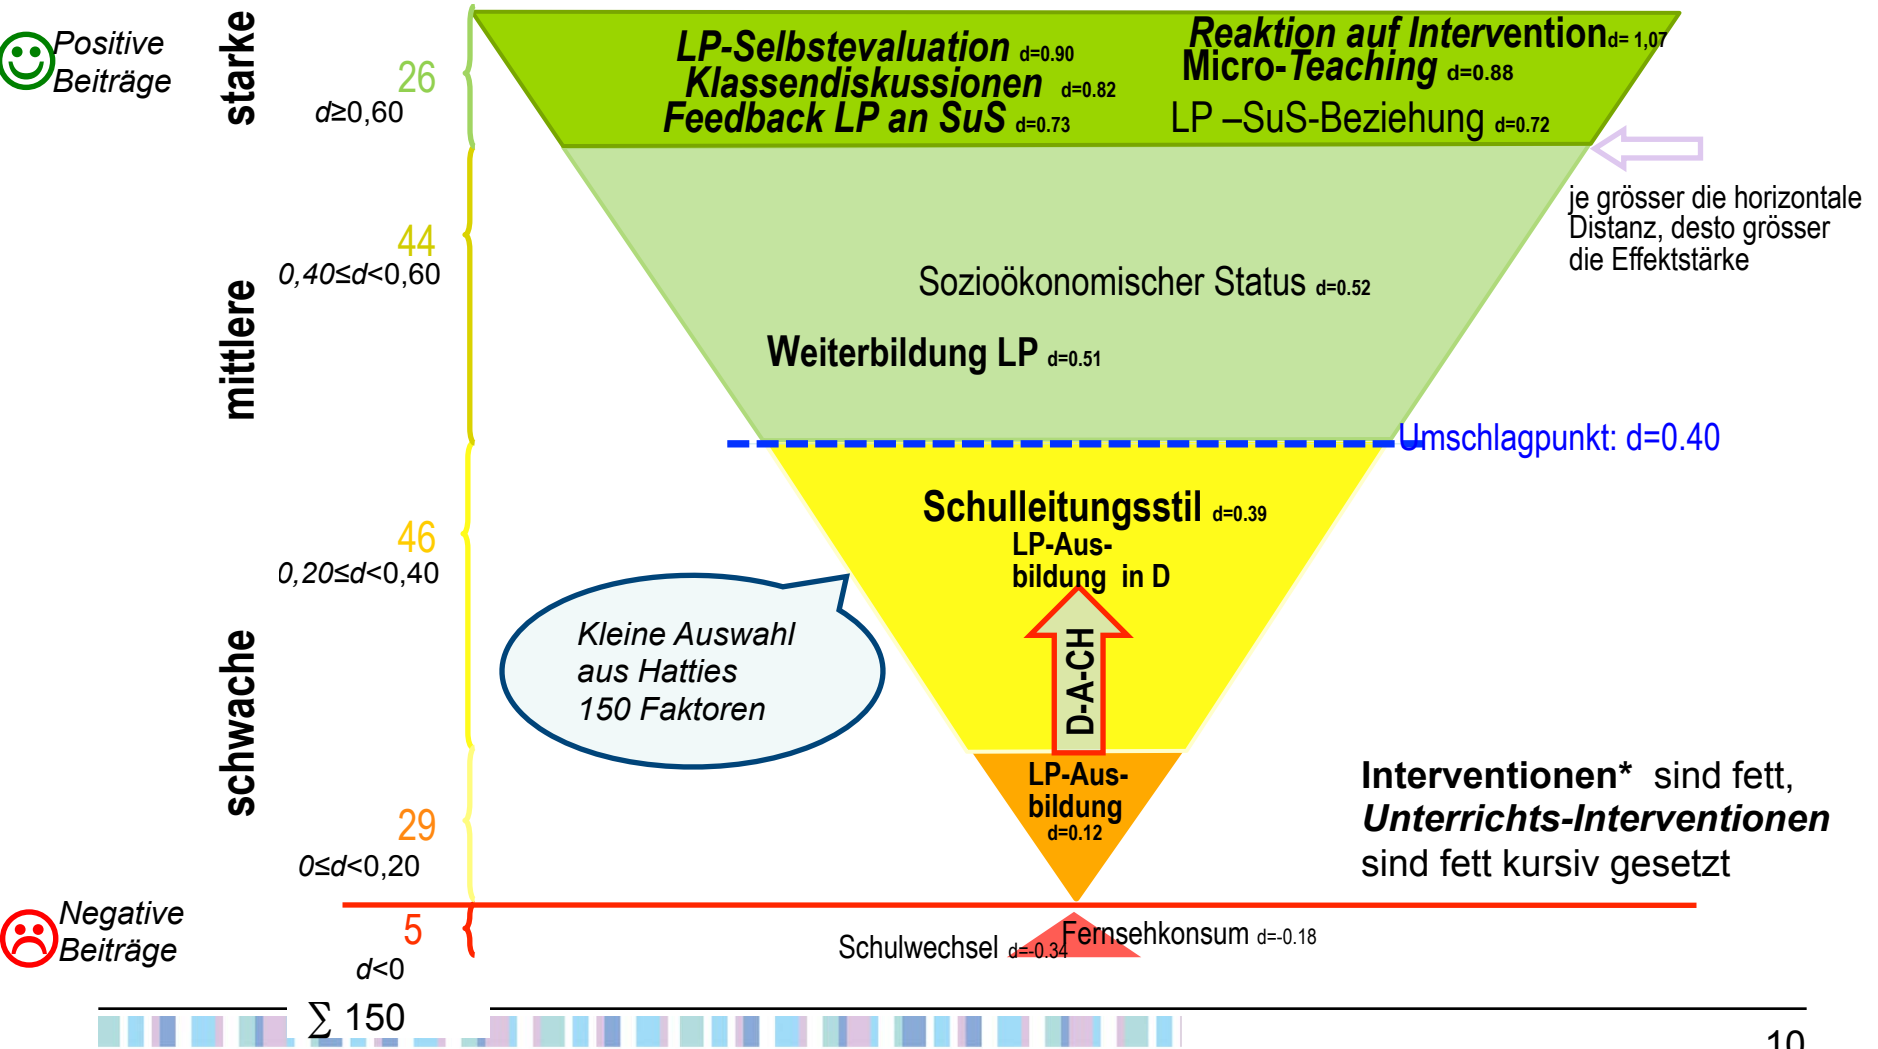 Positive
Beiträge
starke
26
d≥0,60
LP-Selbstevaluation d=0.90
Klassendiskussionen d=0.82
Feedback LP an SuS d=0.73
Reaktion auf Intervention d= 1,07
Micro-Teaching d=0.88
LP –SuS-Beziehung d=0.72
je grösser die horizontale
Distanz, desto grösser
die Effektstärke
mittlere
44
0,40≤d<0,60
Sozioökonomischer Status d=0.52
Weiterbildung LP d=0.51
Umschlagpunkt: d=0.40
schwache
46
0,20≤d<0,40
Schulleitungsstil d=0.39
LP-Aus-
bildung in D
D-A-CH
Kleine Auswahl
aus Hatties
150 Faktoren
29
0≤d<0,20
LP-Aus-
bildung
d=0.12
Interventionen* sind fett,
Unterrichts-Interventionen
sind fett kursiv gesetzt
Negative
Beiträge
5
d<0
Schulwechsel d=-0.34
Fernsehkonsum d=-0.18
∑ 150
10